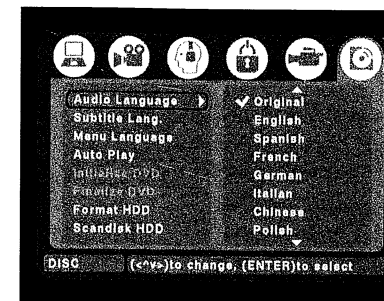 Audio Language
Subtitle Lang.
Menu Language
Auto Play
Initialise DVD
Finalize DVD
Format HDD
Scandisk HDD
Original
English
Spanish
French
German
Italian
Chinese
Polish
DISC
(<^v>)to change, (ENTER)to select